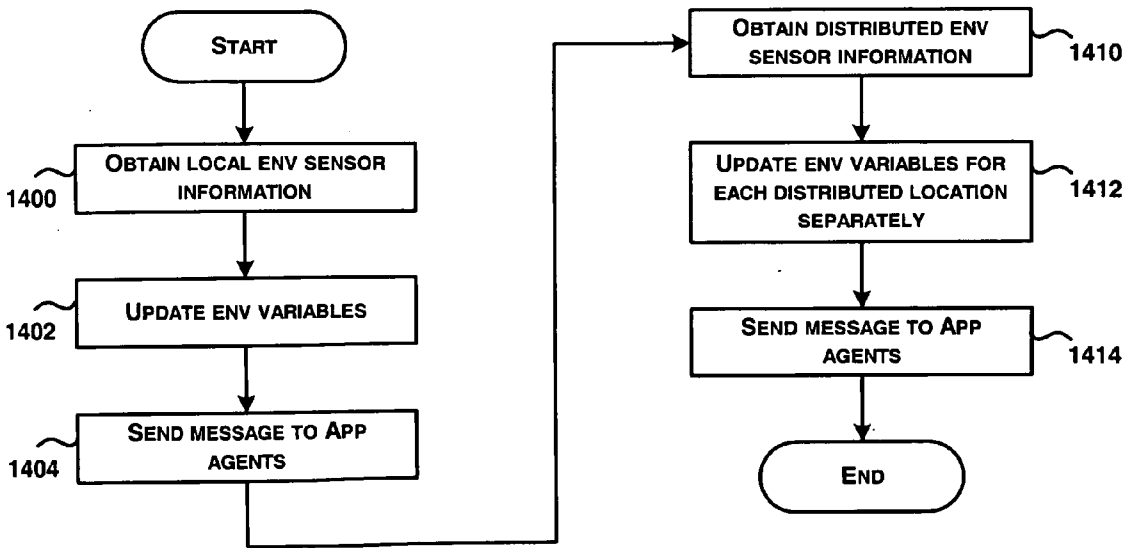 START
OBTAIN LOCAL ENV SENSOR
INFORMATION
1400
UPDATE ENV VARIABLES
1402
SEND MESSAGE TO APP
AGENTS
1404
OBTAIN DISTRIBUTED ENV
SENSOR INFORMATION
1410
UPDATE ENV VARIABLES FOR
EACH DISTRIBUTED LOCATION
SEPARATELY
1412
SEND MESSAGE TO APP
AGENTS
1414
END